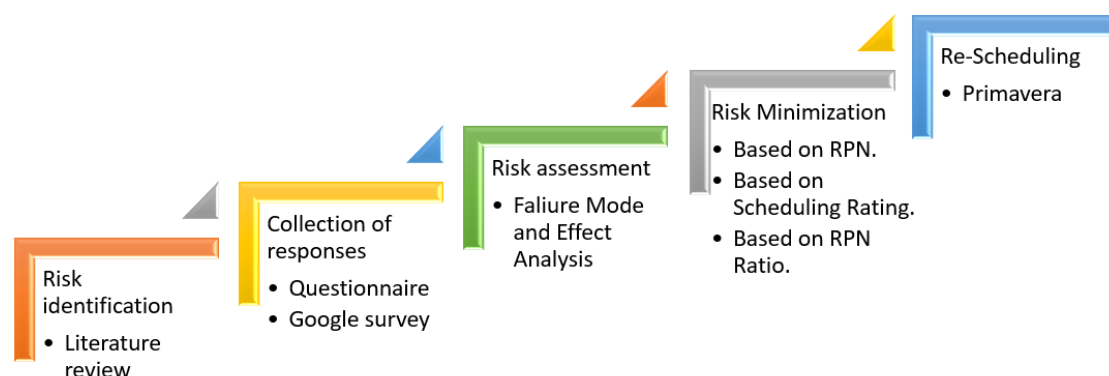 Risk
identification
• Literature
review
Collection of
responses
• Questionnaire
• Google survey
Risk assessment
• Faliure Mode
and Effect
Analysis
Risk Minimization
• Based on RPN.
• Based on
Scheduling Rating.
• Based on RPN
Ratio.
Re-Scheduling
• Primavera